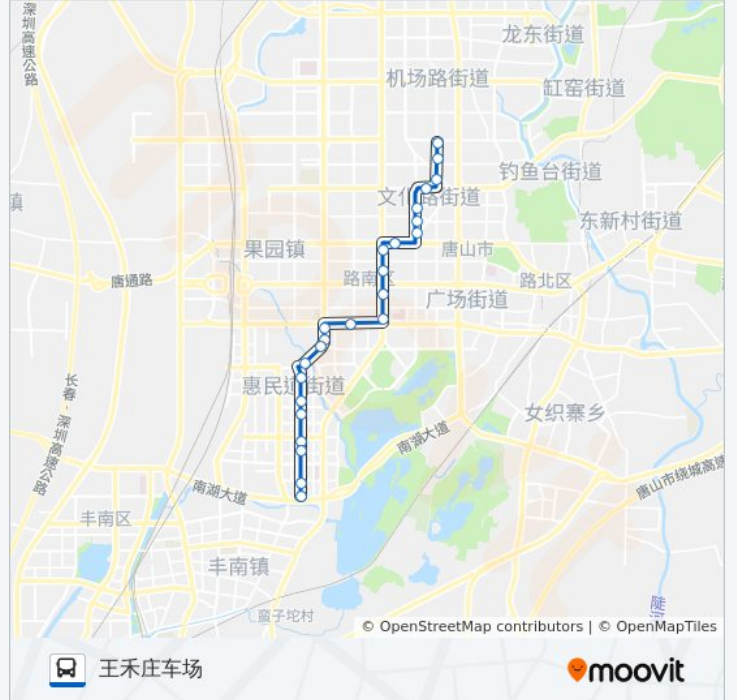 深圳高速公路
龙东街道
机场路街道
缸窑街道
钓鱼台街道
文化路街道
镇
东新村街道
果园镇
唐山市
唐通路
路南区
路北区
广场街道
长春 - 深圳高速公路
惠民道街道
女织寨乡
南湖大道
南湖大道
唐山市绕城高速
丰南区
丰南镇
蛮子坨村
陡河
© OpenStreetMap contributors | © OpenMapTiles
王禾庄车场
moovit